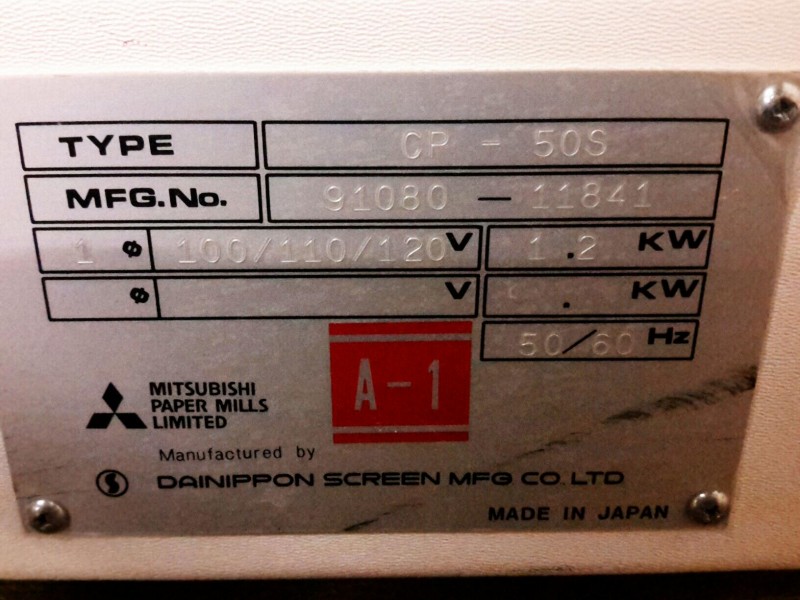 TYPE CP - 50S
MFG.No. 91080 — 11841
1 ø 100/110/120 V 1.2 KW
ø V . KW
50/60 Hz
A-1
MITSUBISHI
PAPER MILLS
LIMITED
Manufactured by
S DAINIPPON SCREEN MFG CO. LTD
MADE IN JAPAN